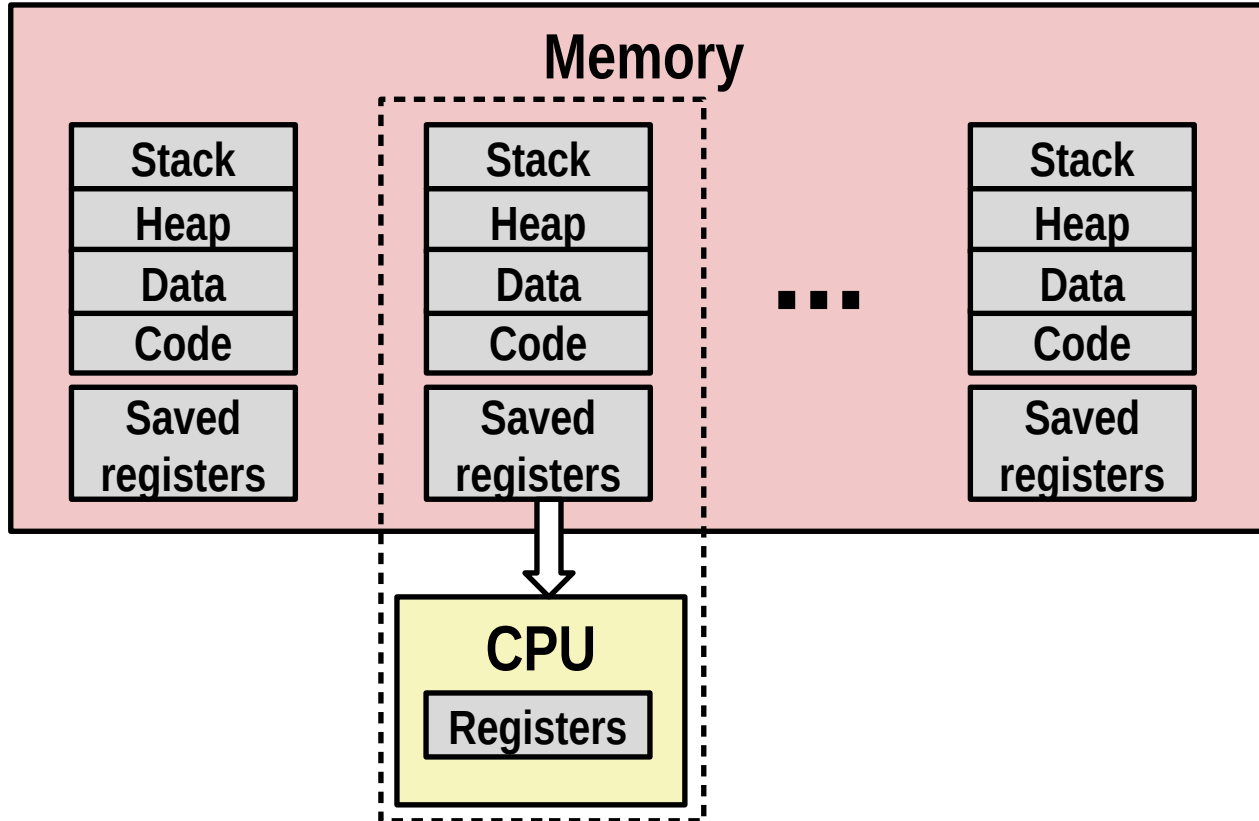 Memory
Stack
Heap
Data
Code
Saved
registers
Stack
Heap
Data
Code
Saved
registers
...
Stack
Heap
Data
Code
Saved
registers
CPU
Registers